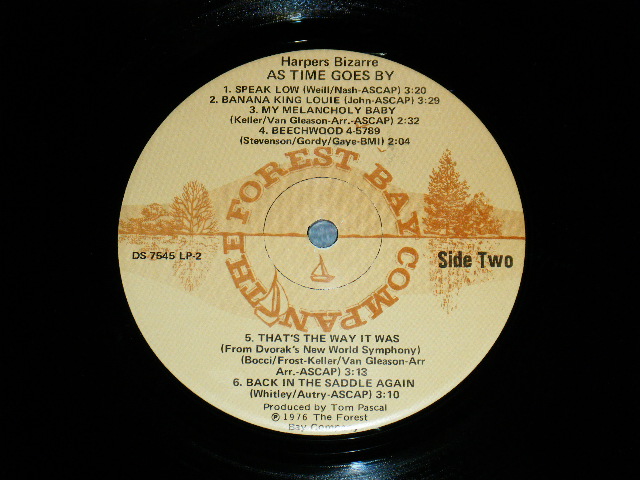 Harpers Bizarre
AS TIME GOES BY
1. SPEAK LOW (Weill/Nash-ASCAP) 3:20
2. BANANA KING LOUIE (John-ASCAP) 3:29
3. MY MELANCHOLY BABY
(Keller/Van Gleason-Arr.-ASCAP) 2:32
4. BEECHWOOD 4-5789
(Stevenson/Gordy/Gaye-BMI) 2:04
THE FOREST BAY COMPANY
DS 7545 LP-2
Side Two
5. THAT'S THE WAY IT WAS
(From Dvorak's New World Symphony)
(Bocci/Frost-Keller/Van Gleason-Arr
Arr.-ASCAP) 3:13
6. BACK IN THE SADDLE AGAIN
(Whitley/Autry-ASCAP) 3:10
Produced by Tom Pascal
℗ 1976 The Forest
Bay Company